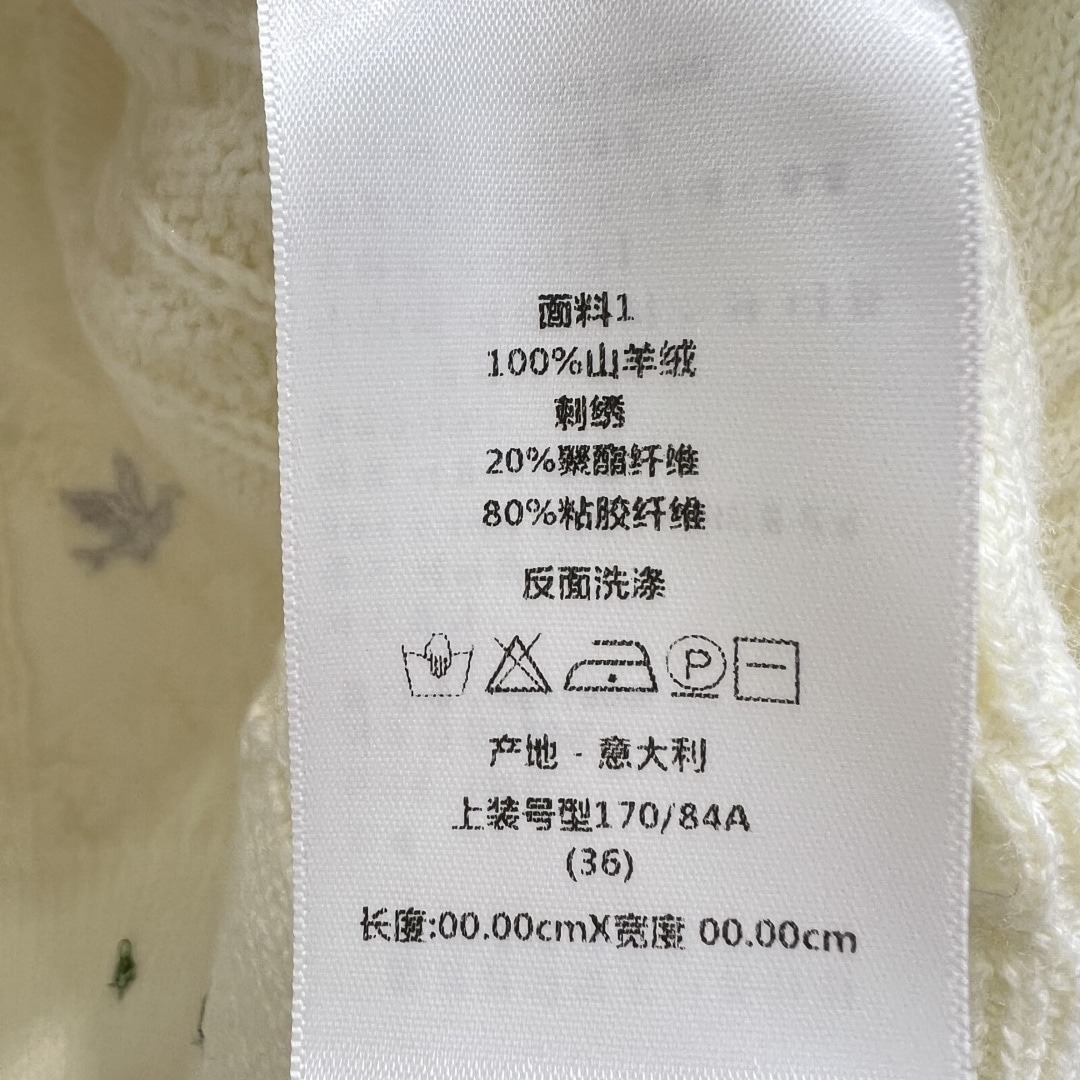 面料1
100%山羊绒
刺绣
20%聚酯纤维
80%粘胶纤维
反面洗涤
P
产地 - 意大利
上装号型170/84A
(36)
长度:00.00cmX宽度 00.00cm